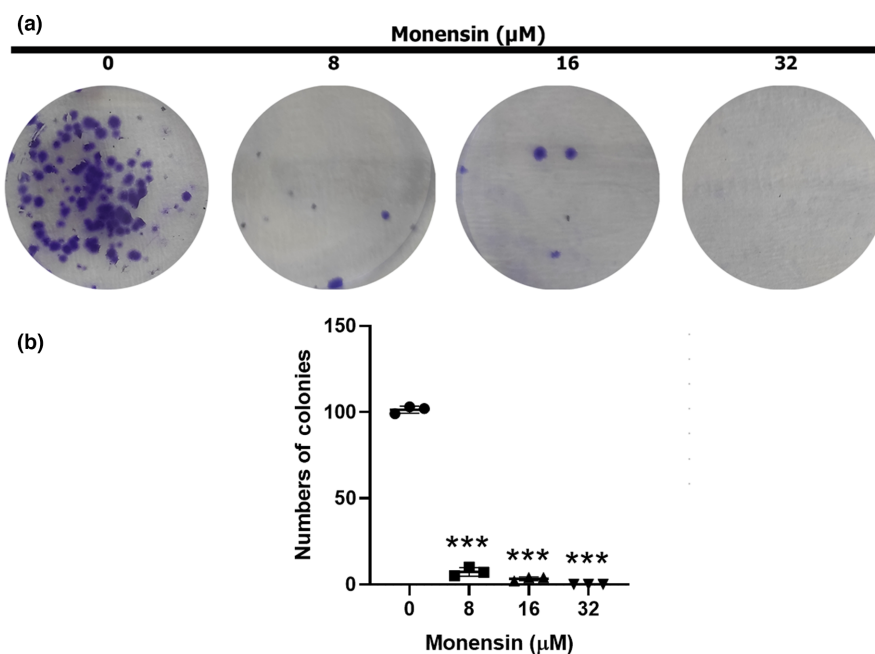 (a)
Monensin (µM)
0 8 16 32
(b)
150
100
50
0
Numbers of colonies
*** *** ***
0 8 16 32
Monensin (µM)